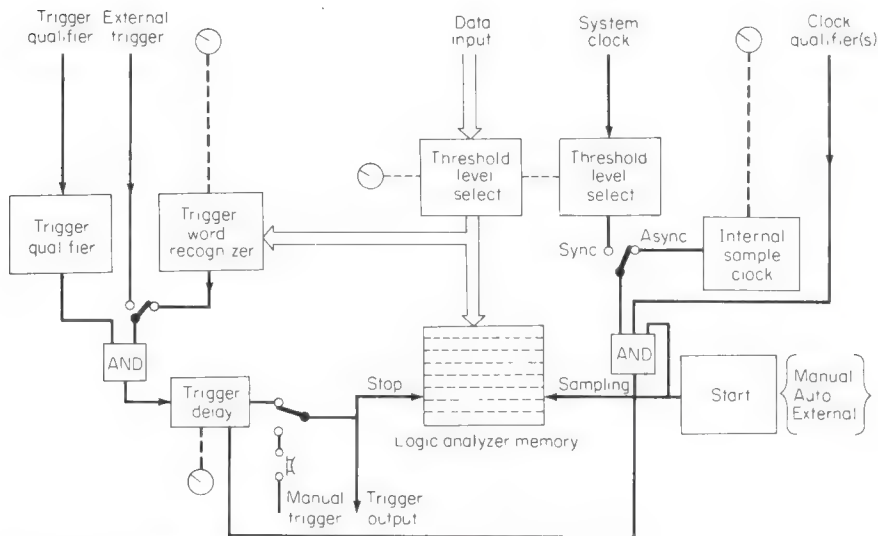 Trigger
qualifier
External
trigger
Data
input
System
clock
Clock
qualifier(s)
Threshold
level
select
Threshold
level
select
Trigger
qualifier
Trigger
word
recognizer
Sync
Async
Internal
sample
clock
AND
AND
Trigger
delay
Stop
Sampling
Start
Manual
Auto
External
Logic analyzer memory
Manual
trigger
Trigger
output